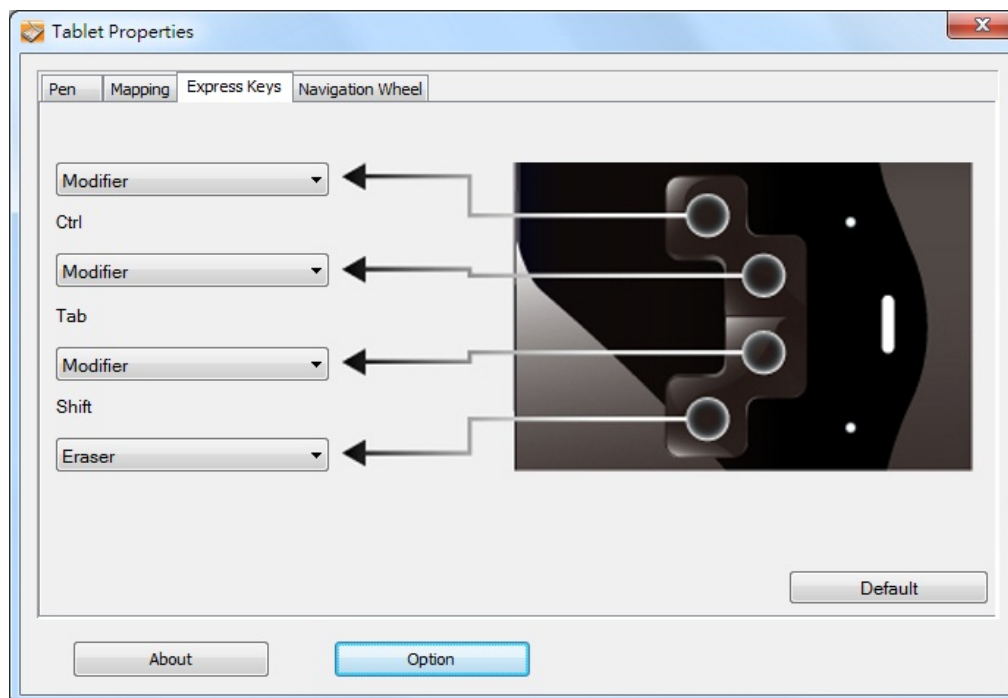 Tablet Properties
Pen Mapping Express Keys Navigation Wheel
Modifier
Ctrl
Modifier
Tab
Modifier
Shift
Eraser
Default
About Option